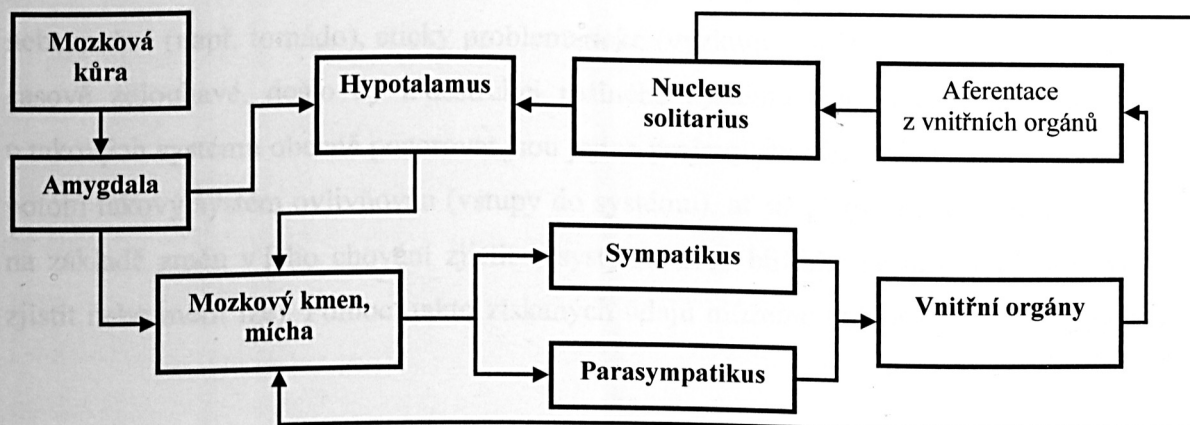 Mozková
kůra
Hypotalamus
Nucleus
solitarius
Aferentace
z vnitřních orgánů
Amygdala
Sympatikus
Mozkový kmen,
mícha
Vnitřní orgány
Parasympatikus